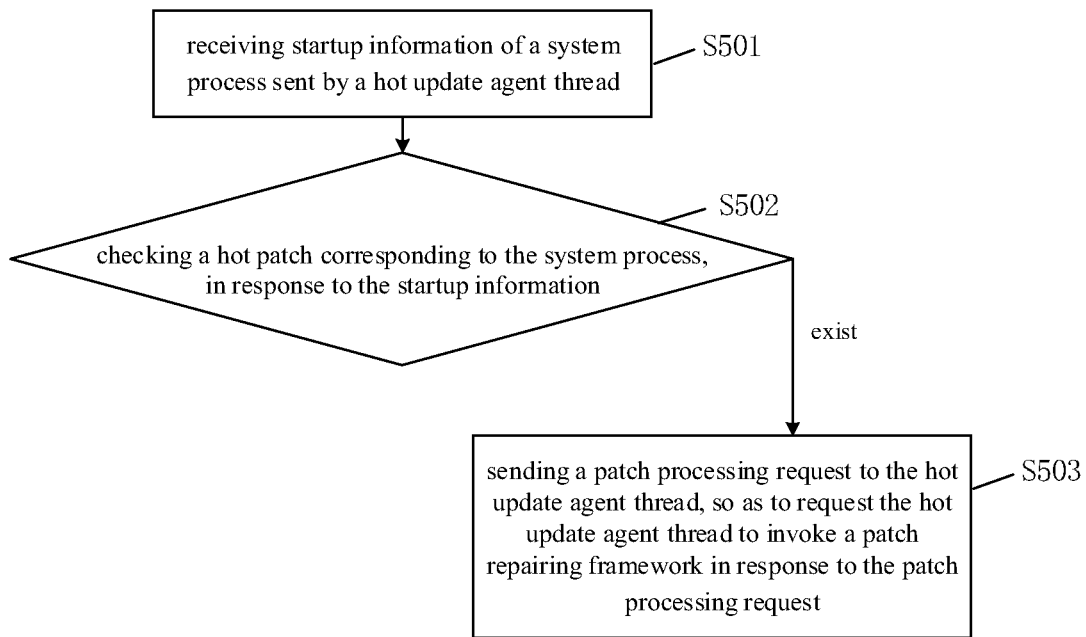 receiving startup information of a system
process sent by a hot update agent thread
S501
S502
checking a hot patch corresponding to the system process,
in response to the startup information
exist
sending a patch processing request to the hot
update agent thread, so as to request the hot
update agent thread to invoke a patch
repairing framework in response to the patch
processing request
S503